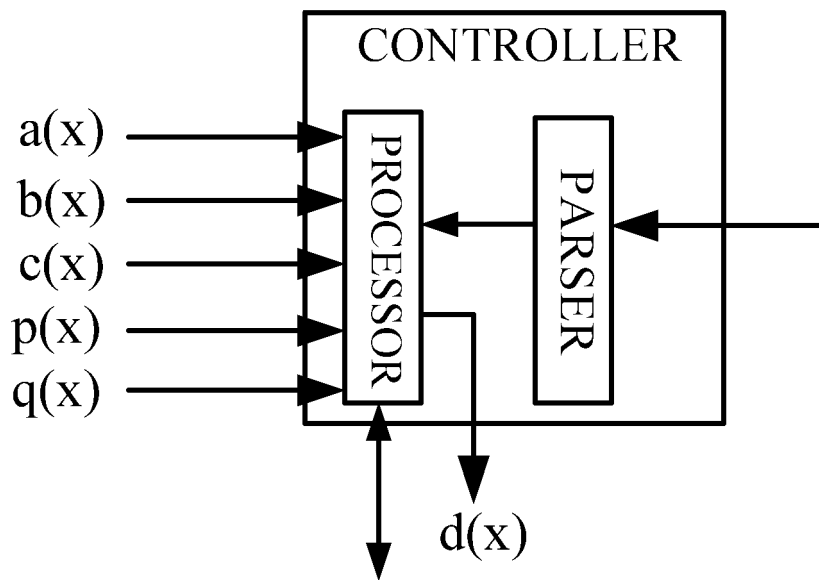 CONTROLLER
a(x)
b(x)
c(x)
p(x)
q(x)
PROCESSOR
PARSER
d(x)